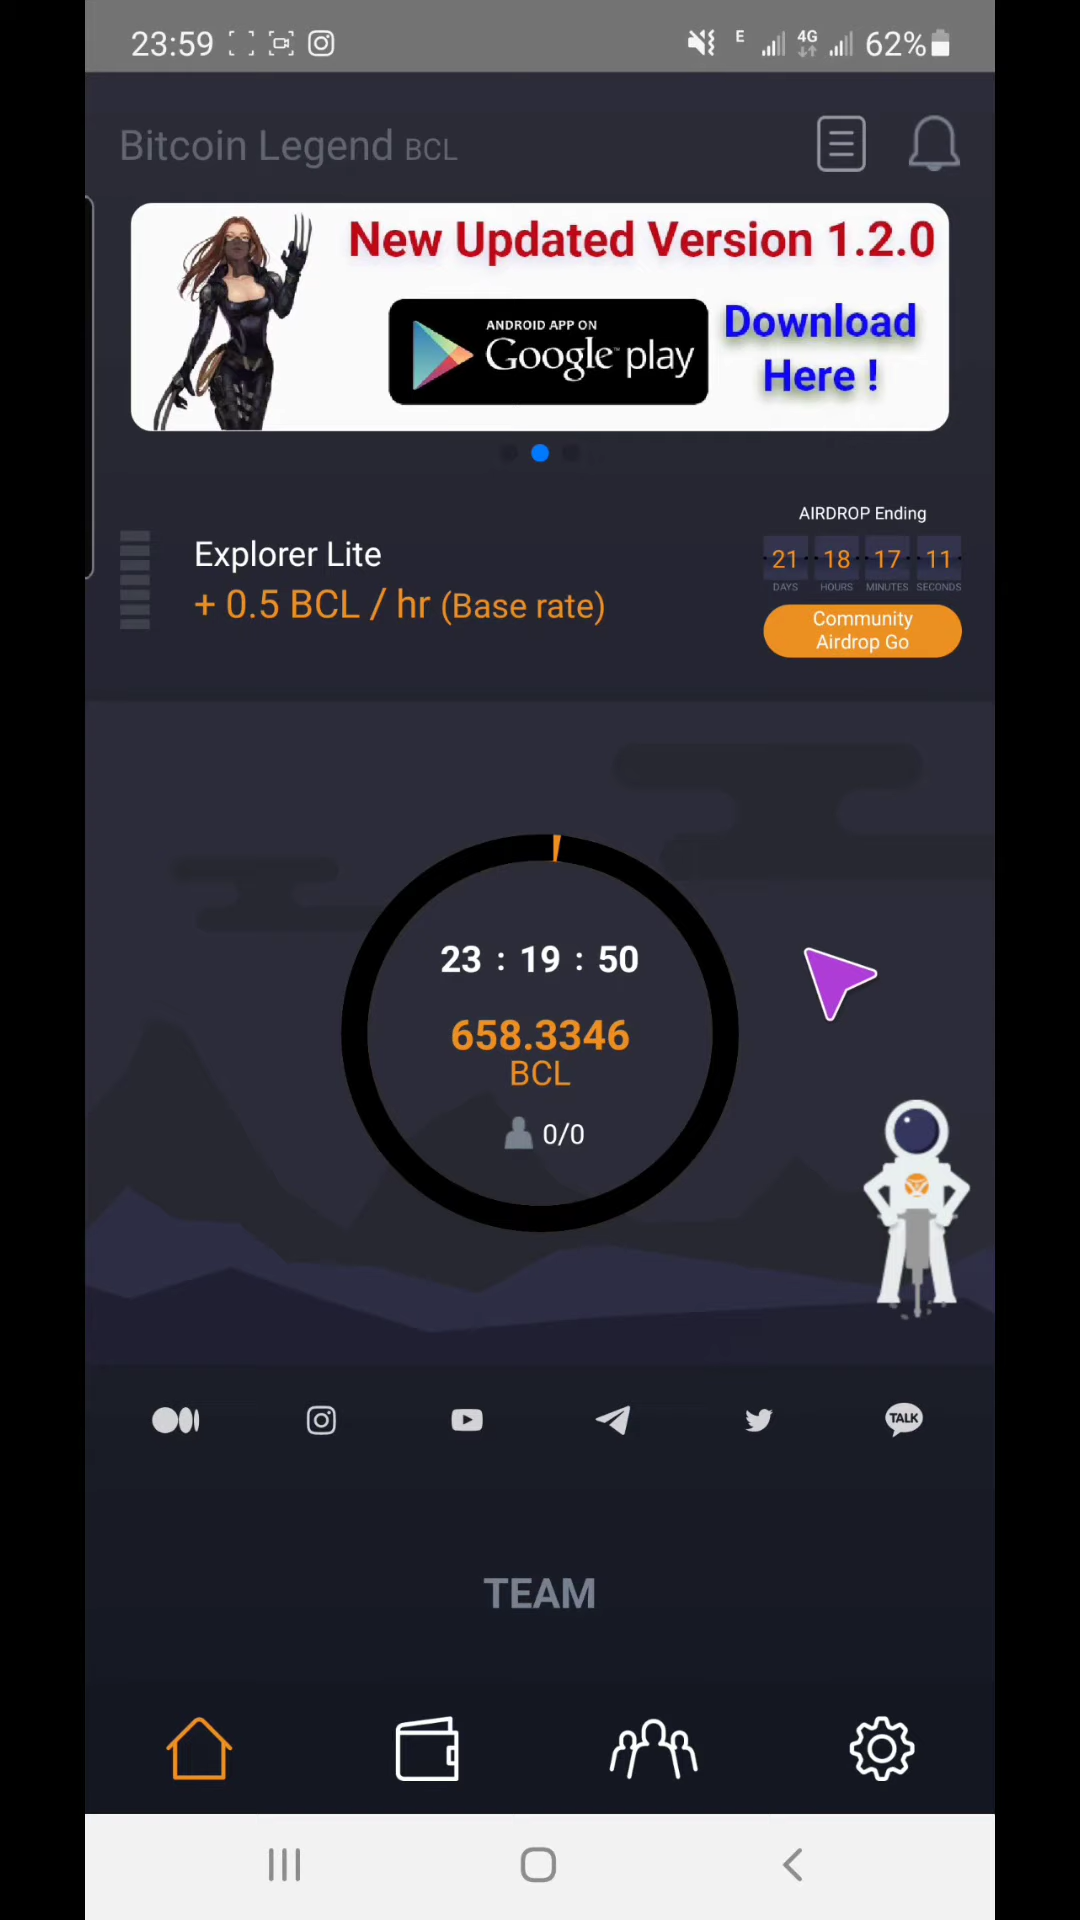 23:59
E 4G 62%
Bitcoin Legend BCL
New Updated Version 1.2.0
ANDROID APP ON
Google play
Download
Here !
AIRDROP Ending
21 18 17 11
DAYS HOURS MINUTES SECONDS
Explorer Lite
+ 0.5 BCL / hr (Base rate)
Community
Airdrop Go
23 : 19 : 50
658.3346
BCL
0/0
TALK
TEAM